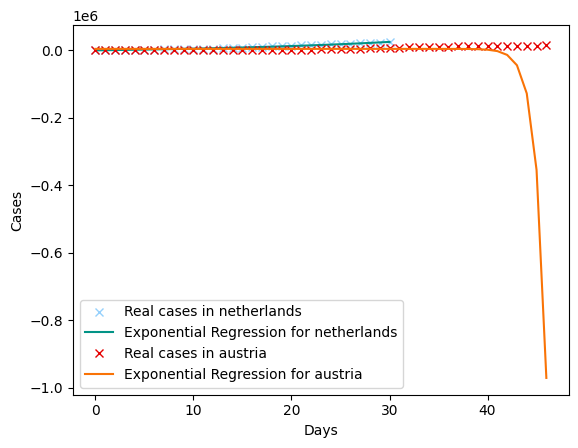 1e6
0.0
−0.2
−0.4
−0.6
−0.8
−1.0
Cases
Real cases in netherlands
Exponential Regression for netherlands
Real cases in austria
Exponential Regression for austria
0
10
20
30
40
Days